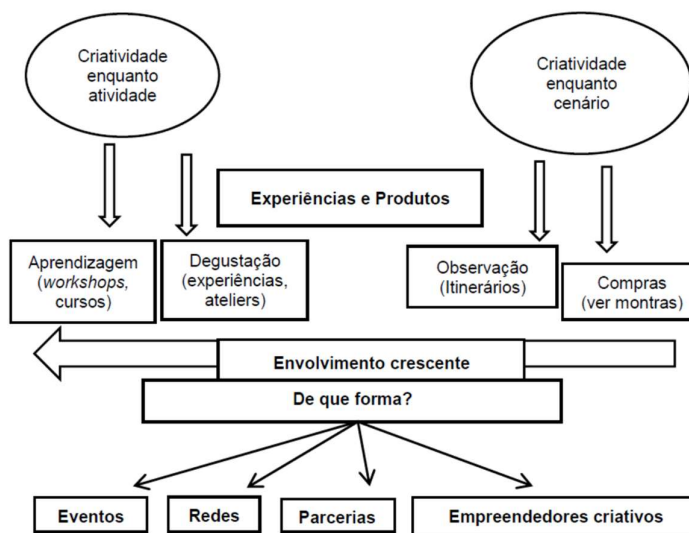 Criatividade
enquanto
atividade
Criatividade
enquanto
cenário
Experiências e Produtos
Aprendizagem
(workshops,
cursos)
Degustação
(experiências,
ateliers)
Observação
(Itinerários)
Compras
(ver montras)
Envolvimento crescente
De que forma?
Eventos
Redes
Parcerias
Empreendedores criativos